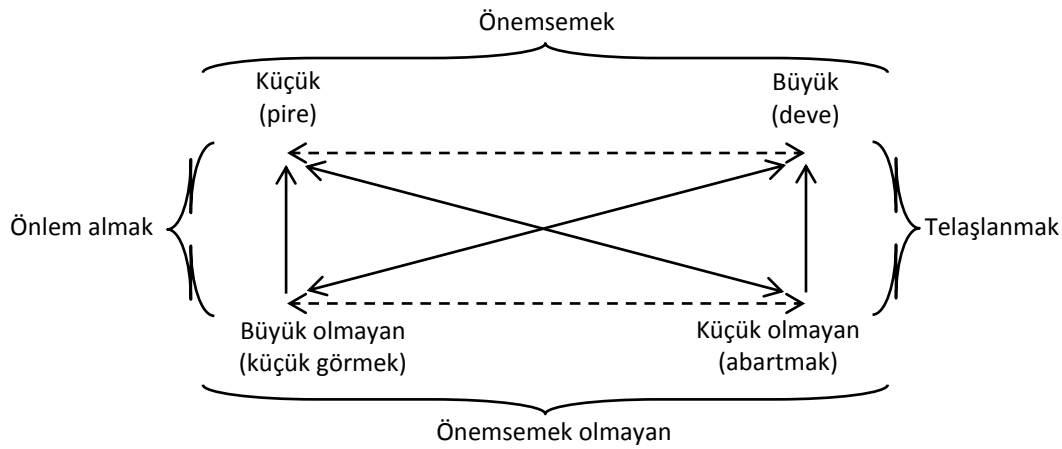 Önemsemek
Küçük
(pire)
Büyük
(deve)
Önlem almak
Telaşlanmak
Büyük olmayan
(küçük görmek)
Küçük olmayan
(abartmak)
Önemsemek olmayan